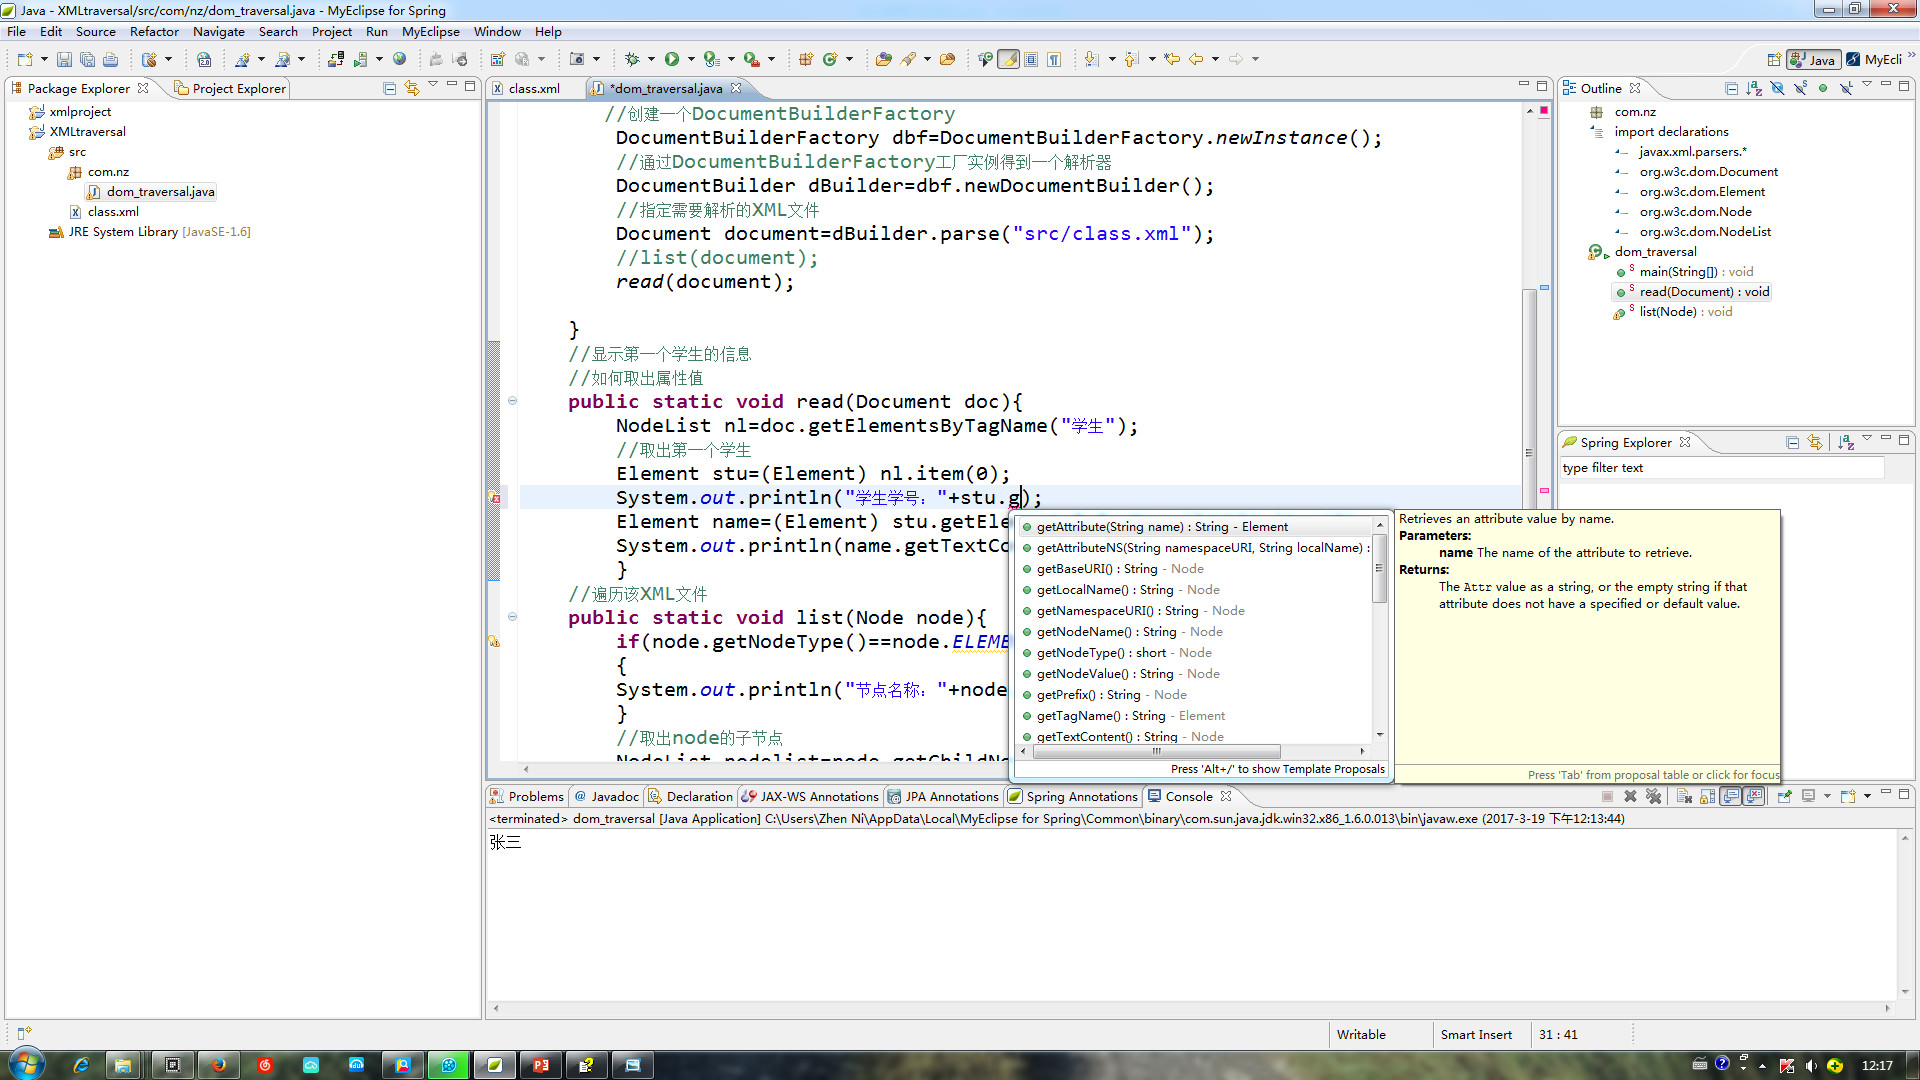 Java - XMLtraversal/src/com/nz/dom_traversal.java - MyEclipse for Spring
File Edit Source Refactor Navigate Search Project Run MyEclipse Window Help
Java
MyEcli
Package Explorer
Project Explorer
xmlproject
XMLtraversal
src
com.nz
dom_traversal.java
class.xml
JRE System Library [JavaSE-1.6]
class.xml
*dom_traversal.java
//创建一个DocumentBuilderFactory
DocumentBuilderFactory dbf=DocumentBuilderFactory.newInstance();
//通过DocumentBuilderFactory工厂实例得到一个解析器
DocumentBuilder dBuilder=dbf.newDocumentBuilder();
//指定需要解析的XML文件
Document document=dBuilder.parse("src/class.xml");
//list(document);
read(document);
}
//显示第一个学生的信息
//如何取出属性值
public static void read(Document doc){
NodeList nl=doc.getElementsByTagName("学生");
//取出第一个学生
Element stu=(Element) nl.item(0);
System.out.println("学生学号："+stu.g);
Element name=(Element) stu.getEle
System.out.println(name.getTextCo
}
//遍历该XML文件
public static void list(Node node){
if(node.getNodeType()==node.ELEME
{
System.out.println("节点名称："+node
}
//取出node的子节点
NodeList nodelist=node.getChildNo
getAttribute(String name) : String - Element
getAttributeNS(String namespaceURI, String localName) :
getBaseURI() : String - Node
getLocalName() : String - Node
getNamespaceURI() : String - Node
getNodeName() : String - Node
getNodeType() : short - Node
getNodeValue() : String - Node
getPrefix() : String - Node
getTagName() : String - Element
getTextContent() : String - Node
Press 'Alt+/' to show Template Proposals
Retrieves an attribute value by name.
Parameters:
name The name of the attribute to retrieve.
Returns:
The Attr value as a string, or the empty string if that
attribute does not have a specified or default value.
Press 'Tab' from proposal table or click for focus
Outline
com.nz
import declarations
javax.xml.parsers.*
org.w3c.dom.Document
org.w3c.dom.Element
org.w3c.dom.Node
org.w3c.dom.NodeList
dom_traversal
main(String[]) : void
read(Document) : void
list(Node) : void
Spring Explorer
type filter text
Problems
Javadoc
Declaration
JAX-WS Annotations
JPA Annotations
Spring Annotations
Console
<terminated> dom_traversal [Java Application] C:\Users\Zhen Ni\AppData\Local\MyEclipse for Spring\Common\binary\com.sun.java.jdk.win32.x86_1.6.0.013\bin\javaw.exe (2017-3-19 下午12:13:44)
张三
Writable
Smart Insert
31 : 41
12:17